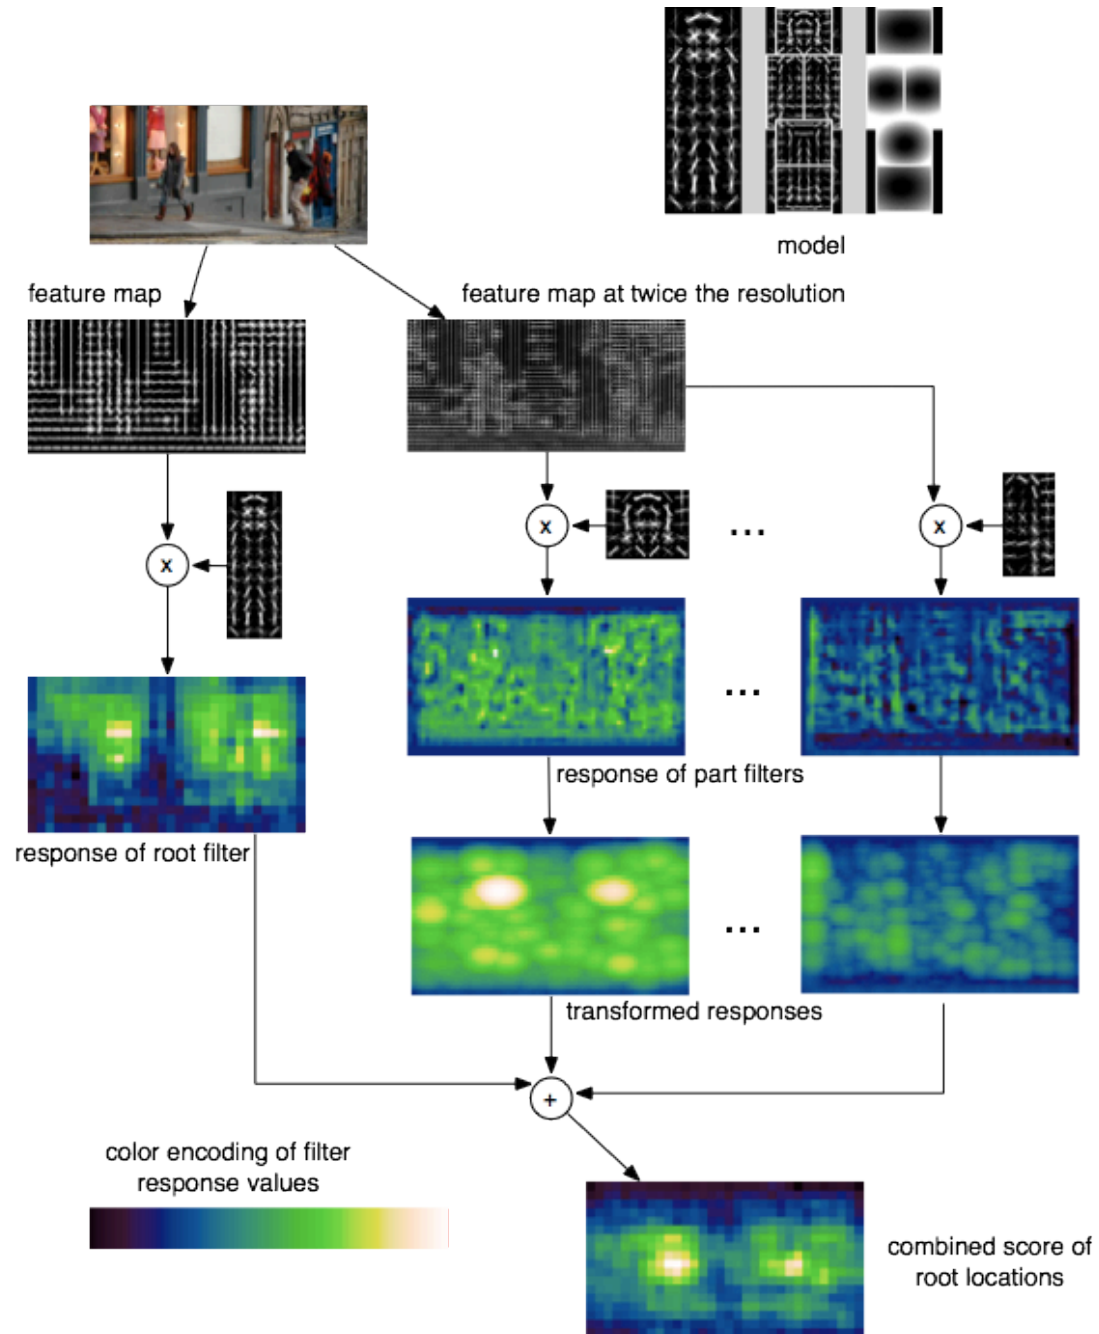 model
feature map
feature map at twice the resolution
x
...
x
x
...
response of part filters
response of root filter
...
transformed responses
+
color encoding of filter
response values
combined score of
root locations